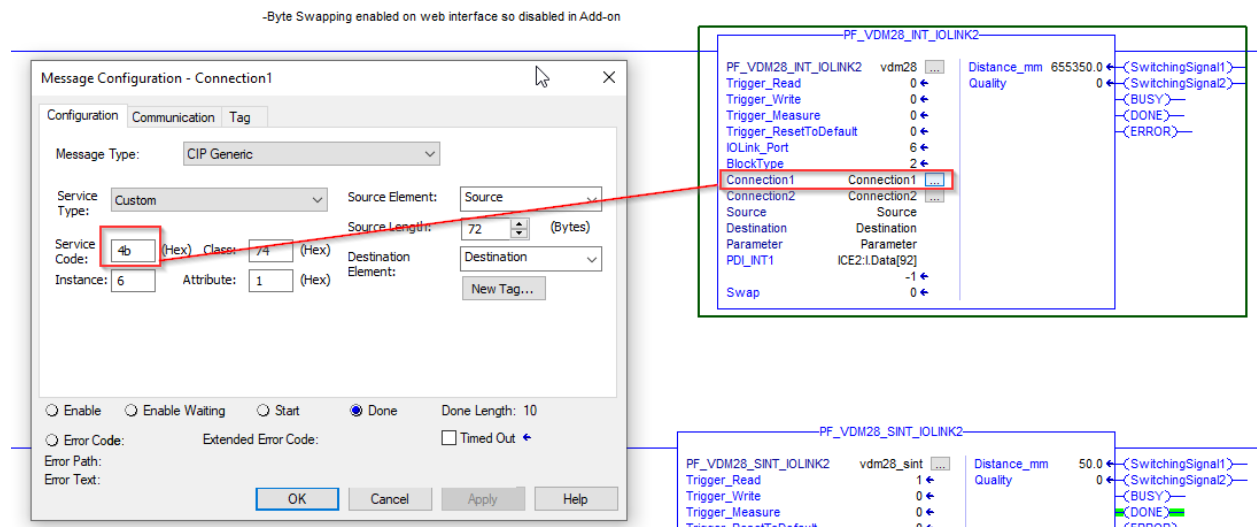 -Byte Swapping enabled on web interface so disabled in Add-on
Message Configuration - Connection1
Configuration Communication Tag
Message Type: CIP Generic
Service Type: Custom
Source Element: Source
Source Length: 72 (Bytes)
Service Code: 4b (Hex) Class: 74 (Hex)
Destination Element: Destination
Instance: 6 Attribute: 1 (Hex)
New Tag...
Enable Enable Waiting Start Done Done Length: 10
Error Code: Extended Error Code: Timed Out
Error Path:
Error Text:
OK Cancel Apply Help
PF_VDM28_INT_IOLINK2
PF_VDM28_INT_IOLINK2 vdm28 ... Distance_mm 655350.0 (SwitchingSignal1)
Trigger_Read 0 Quality 0 (SwitchingSignal2)
Trigger_Write 0 (BUSY)
Trigger_Measure 0 (DONE)
Trigger_ResetToDefault 0 (ERROR)
IOLink_Port 6
BlockType 2
Connection1 Connection1 ...
Connection2 Connection2 ...
Source Source
Destination Destination
Parameter Parameter
PDI_INT1 ICE2:I.Data[92]
-1
Swap 0
PF_VDM28_SINT_IOLINK2
PF_VDM28_SINT_IOLINK2 vdm28_sint ... Distance_mm 50.0 (SwitchingSignal1)
Trigger_Read 1 Quality 0 (SwitchingSignal2)
Trigger_Write 0 (BUSY)
Trigger_Measure 0 (DONE)
Trigger_ResetToDefault 0 (ERROR)